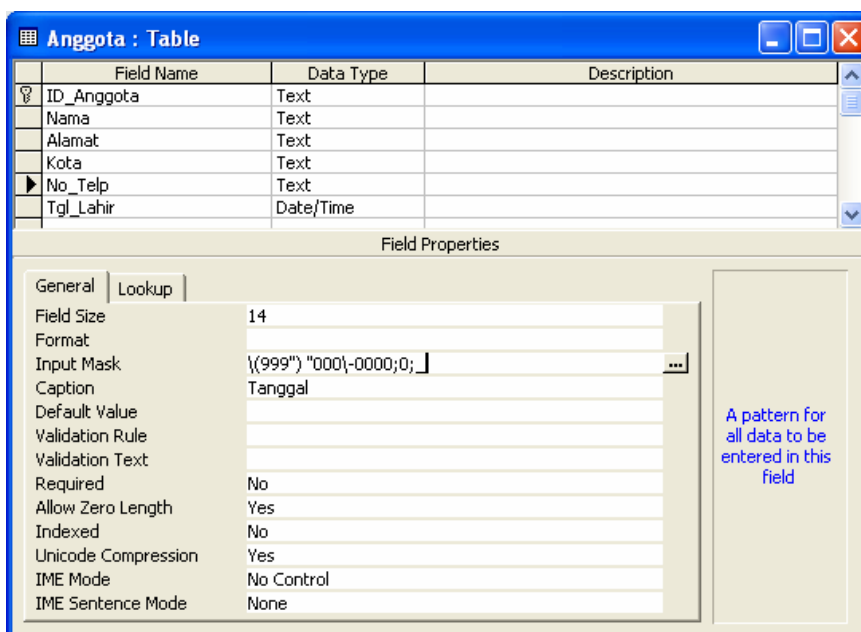 Anggota : Table
Field Name Data Type Description
ID_Anggota Text
Nama Text
Alamat Text
Kota Text
No_Telp Text
Tgl_Lahir Date/Time
Field Properties
General Lookup
Field Size 14
Format
Input Mask \(999") "000\-0000;0;_ ...
Caption Tanggal
Default Value
Validation Rule
Validation Text
Required No
Allow Zero Length Yes
Indexed No
Unicode Compression Yes
IME Mode No Control
IME Sentence Mode None
A pattern for
all data to be
entered in this
field